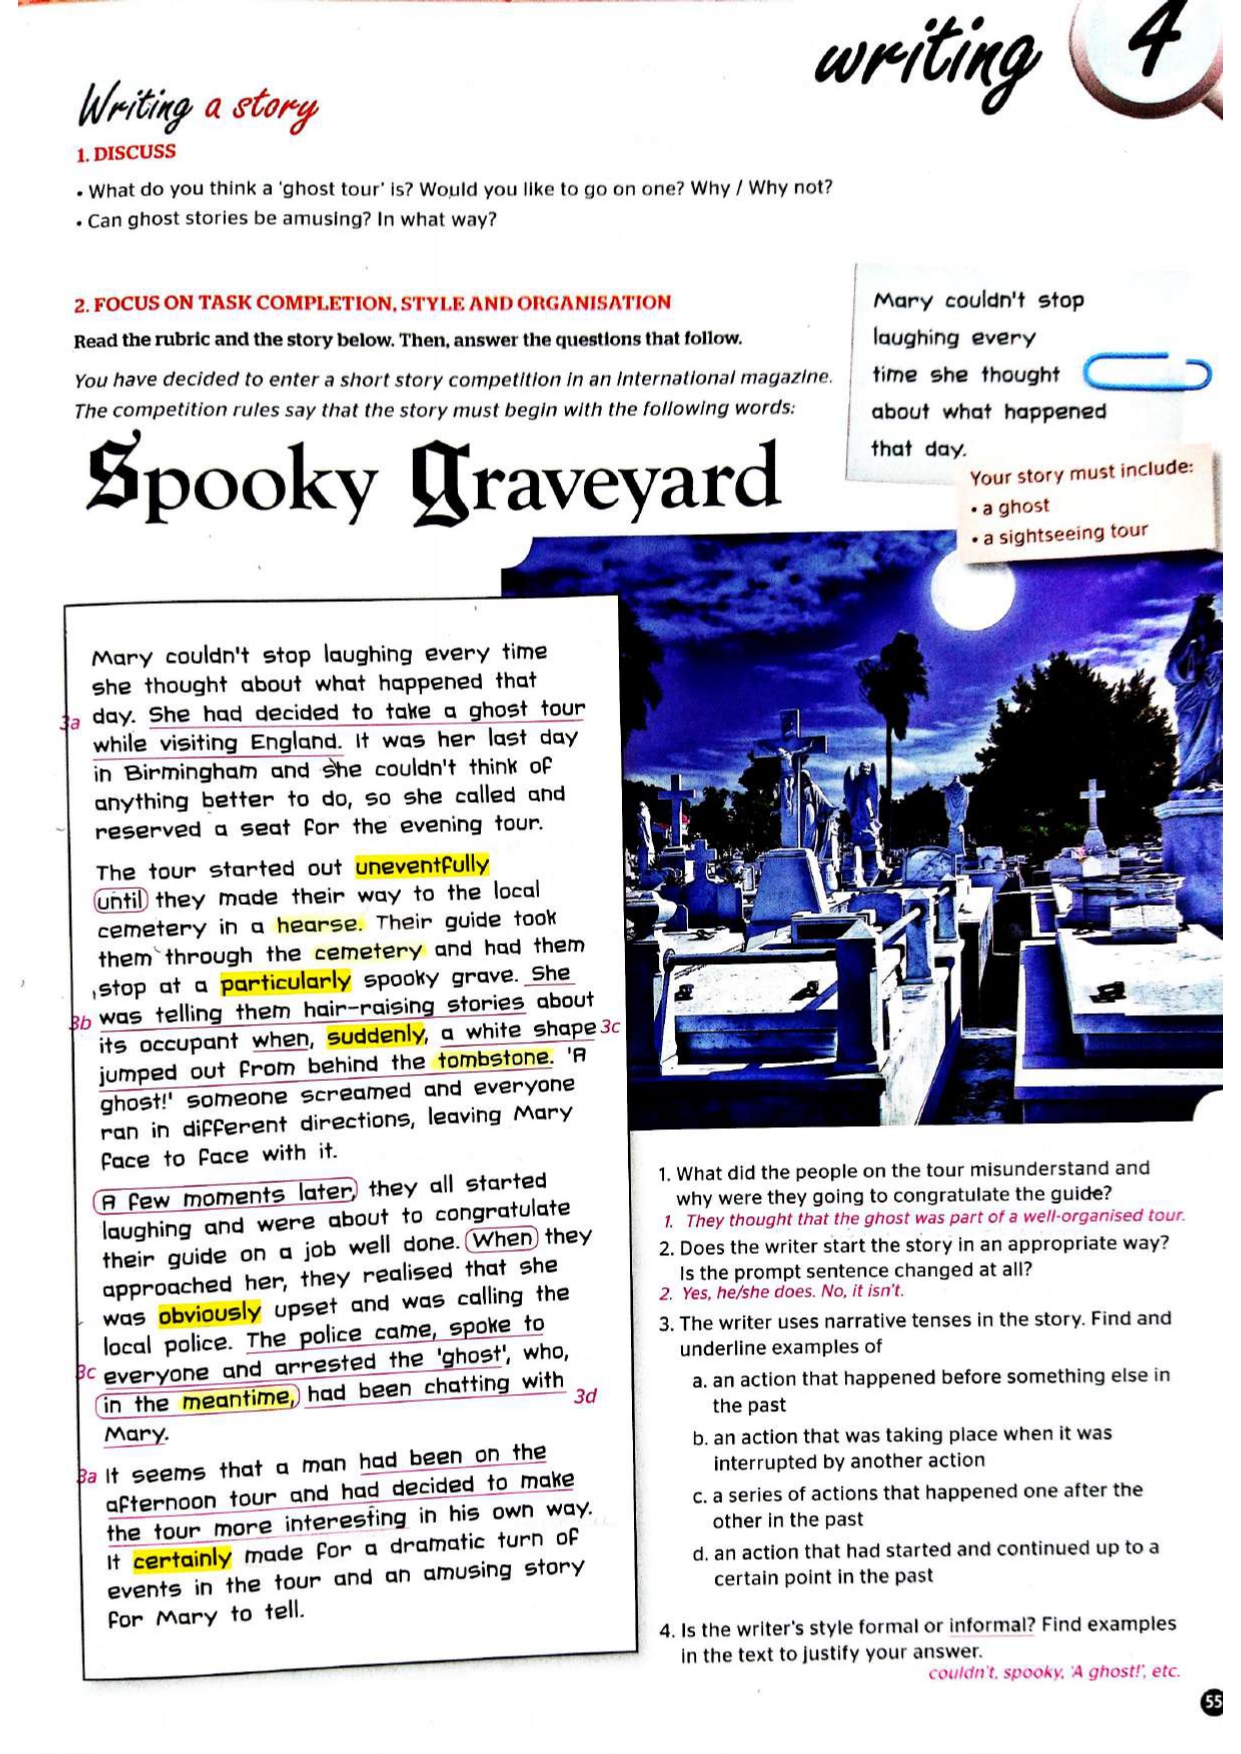 writing 4
Writing a story
1. DISCUSS
• What do you think a 'ghost tour' is? Would you like to go on one? Why / Why not?
• Can ghost stories be amusing? In what way?
2. FOCUS ON TASK COMPLETION, STYLE AND ORGANISATION
Read the rubric and the story below. Then, answer the questions that follow.
You have decided to enter a short story competition in an international magazine.
The competition rules say that the story must begin with the following words:
Mary couldn't stop
laughing every
time she thought
about what happened
that day.
Your story must include:
• a ghost
• a sightseeing tour
Spooky Graveyard
Mary couldn't stop laughing every time
she thought about what happened that
3a day. She had decided to take a ghost tour
while visiting England. It was her last day
in Birmingham and she couldn't think of
anything better to do, so she called and
reserved a seat for the evening tour.
The tour started out uneventfully
until they made their way to the local
cemetery in a hearse. Their guide took
them through the cemetery and had them
stop at a particularly spooky grave. She
3b was telling them hair-raising stories about
its occupant when, suddenly, a white shape 3c
jumped out from behind the tombstone. 'A
ghost!' someone screamed and everyone
ran in different directions, leaving Mary
face to face with it.
A few moments later, they all started
laughing and were about to congratulate
their guide on a job well done. When they
approached her, they realised that she
was obviously upset and was calling the
local police. The police came, spoke to
3c everyone and arrested the 'ghost', who,
in the meantime, had been chatting with 3d
Mary.
3a It seems that a man had been on the
afternoon tour and had decided to make
the tour more interesting in his own way.
It certainly made for a dramatic turn of
events in the tour and an amusing story
for Mary to tell.
1. What did the people on the tour misunderstand and
why were they going to congratulate the guide?
1. They thought that the ghost was part of a well-organised tour.
2. Does the writer start the story in an appropriate way?
Is the prompt sentence changed at all?
2. Yes, he/she does. No, it isn't.
3. The writer uses narrative tenses in the story. Find and
underline examples of
a. an action that happened before something else in
the past
b. an action that was taking place when it was
interrupted by another action
c. a series of actions that happened one after the
other in the past
d. an action that had started and continued up to a
certain point in the past
4. Is the writer's style formal or informal? Find examples
in the text to justify your answer.
couldn't, spooky, 'A ghost!', etc.
55